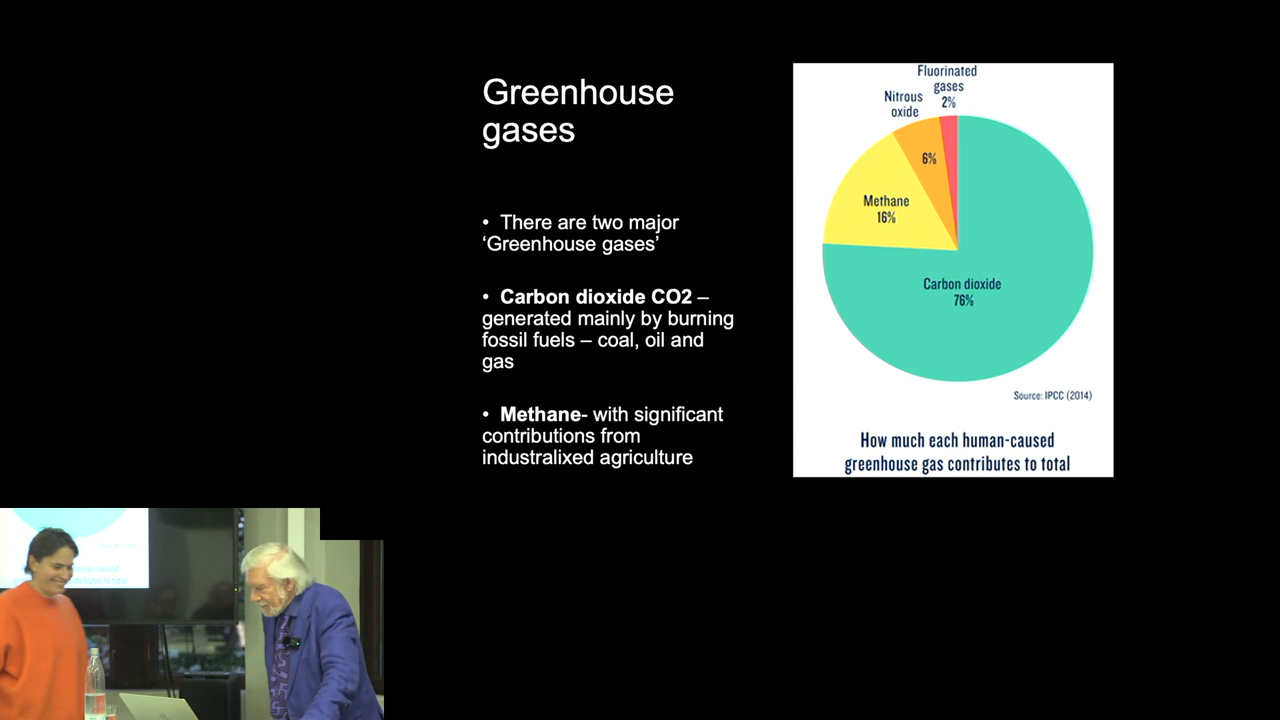 Greenhouse
gases
• There are two major
‘Greenhouse gases’
• Carbon dioxide CO2 –
generated mainly by burning
fossil fuels – coal, oil and
gas
• Methane- with significant
contributions from
industralixed agriculture
Fluorinated
gases
2%
Nitrous
oxide
6%
Methane
16%
Carbon dioxide
76%
Source: IPCC (2014)
How much each human-caused
greenhouse gas contributes to total